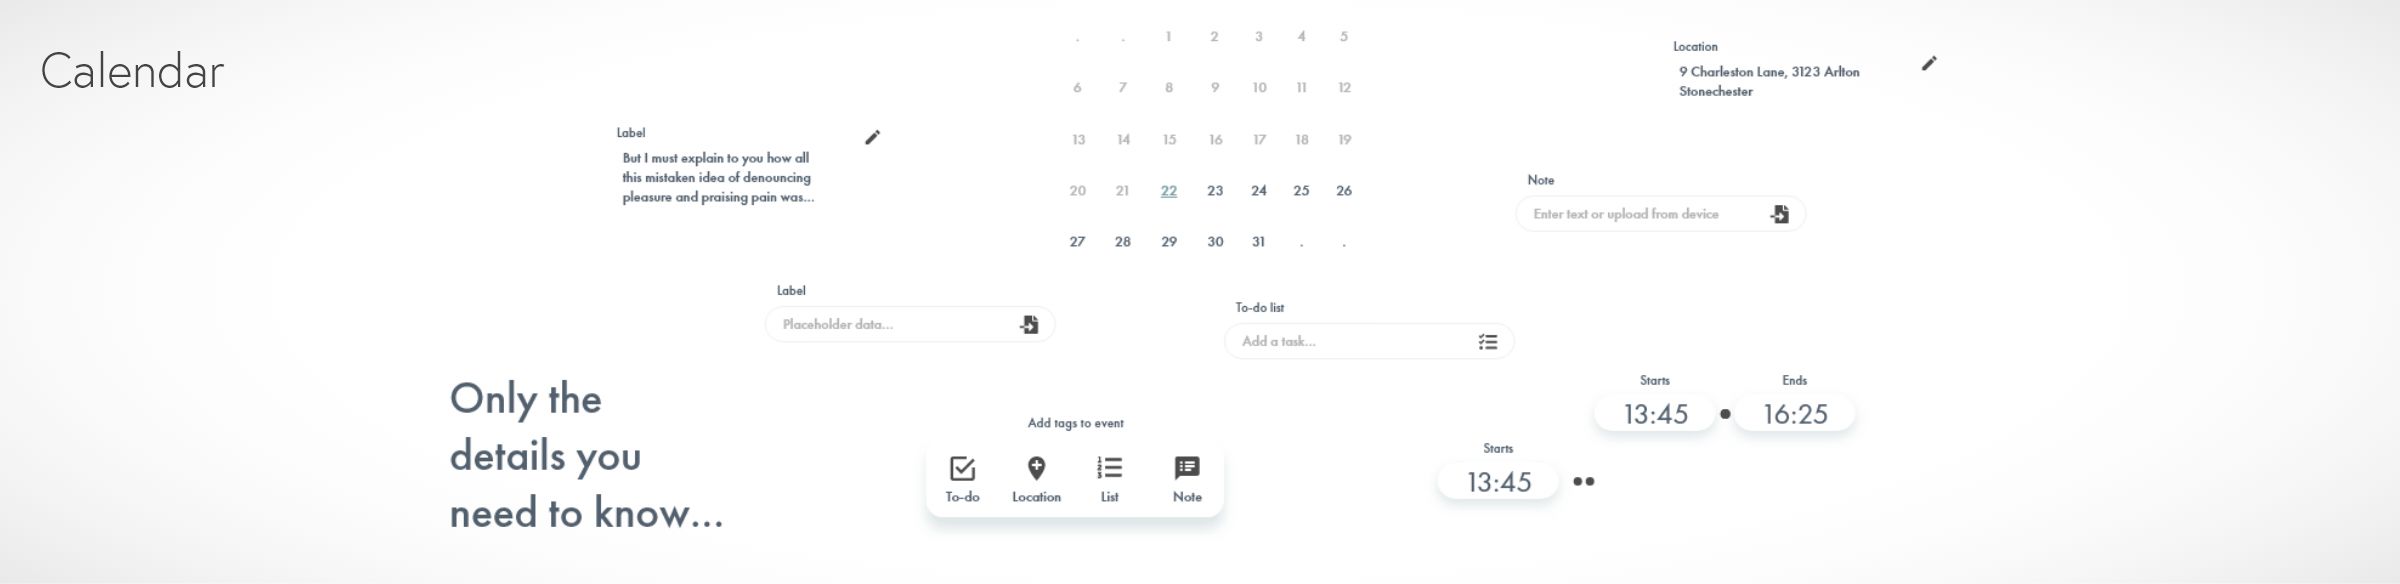 Calendar
. . 1 2 3 4 5
6 7 8 9 10 11 12
13 14 15 16 17 18 19
20 21 22 23 24 25 26
27 28 29 30 31 . .
Location
9 Charleston Lane, 3123 Arlton
Stonechester
Label
But I must explain to you how all
this mistaken idea of denouncing
pleasure and praising pain was...
Note
Enter text or upload from device
Label
Placeholder data...
To-do list
Add a task...
Only the
details you
need to know...
Add tags to event
To-do Location List Note
Starts Ends
13:45 16:25
Starts
13:45